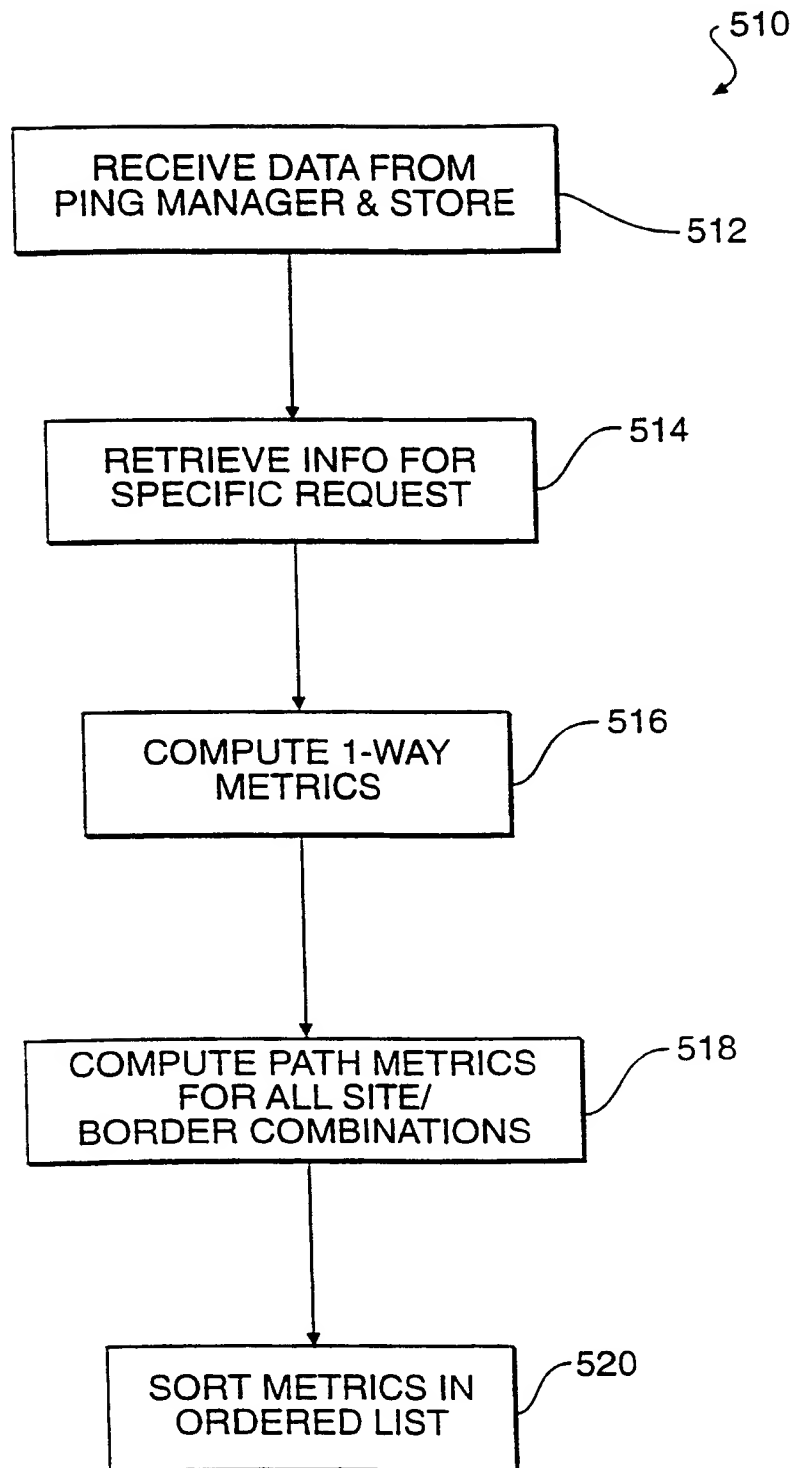 510
RECEIVE DATA FROM
PING MANAGER & STORE
512
514
RETRIEVE INFO FOR
SPECIFIC REQUEST
516
COMPUTE 1-WAY
METRICS
518
COMPUTE PATH METRICS
FOR ALL SITE/
BORDER COMBINATIONS
520
SORT METRICS IN
ORDERED LIST